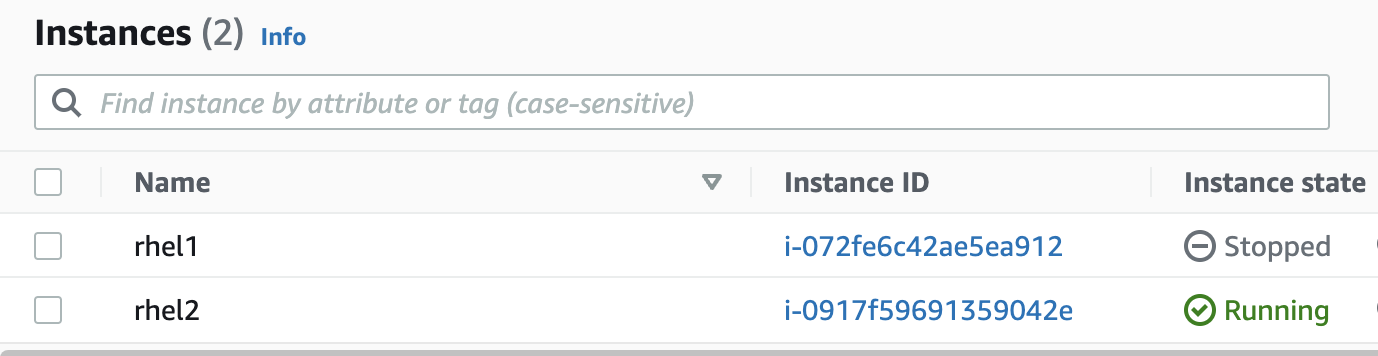 Instances (2) Info
Find instance by attribute or tag (case-sensitive)
Name Instance ID Instance state
rhel1 i-072fe6c42ae5ea912 Stopped
rhel2 i-0917f59691359042e Running